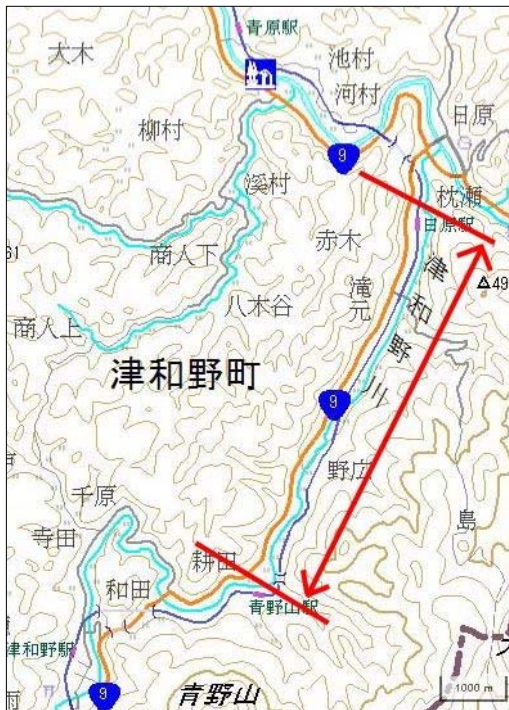 青原駅
大木
池村
河村
柳村
日原
9
溪村
枕瀬
日原駅
赤木
61
商人下
滝元
津和野川
△49
八木谷
商人上
津和野町
9
野広
千原
島
寺田
耕田
和田
青野山駅
津和野駅
青野山
1000 m
雨
9